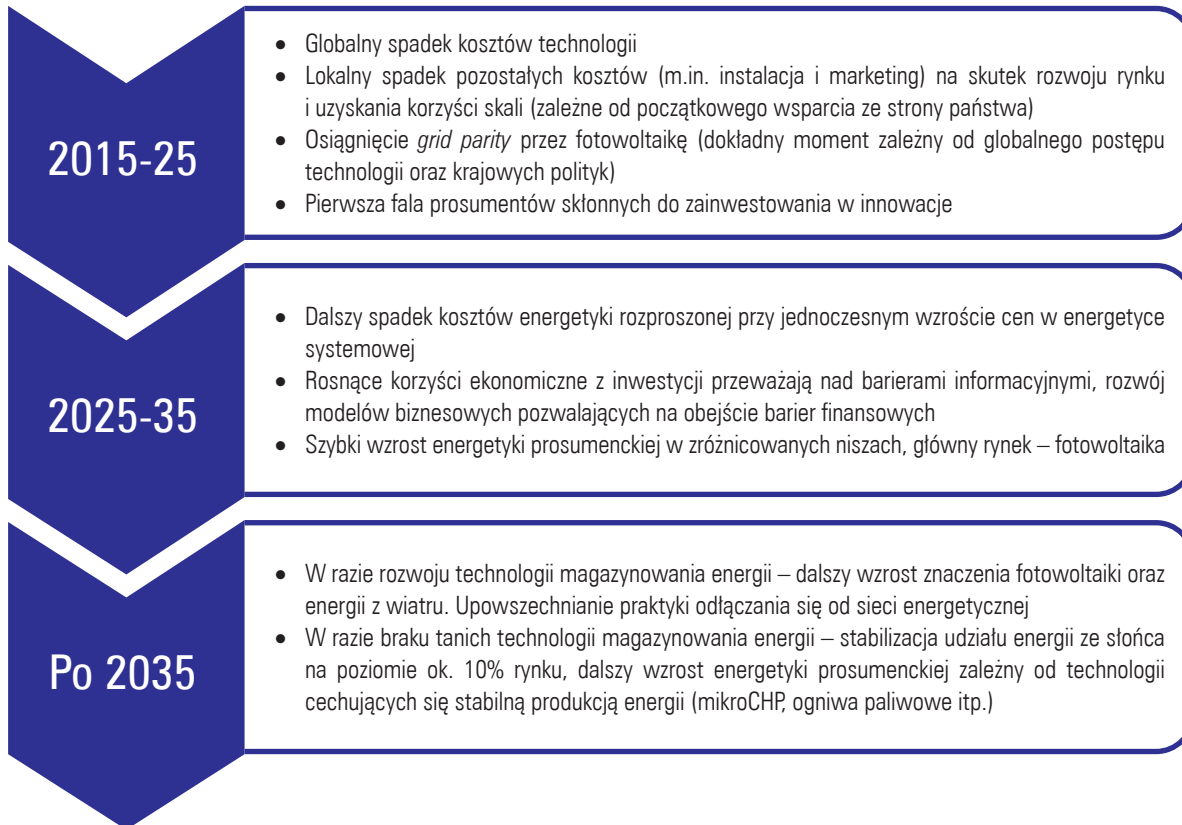 2015-25
• Globalny spadek kosztów technologii
• Lokalny spadek pozostałych kosztów (m.in. instalacja i marketing) na skutek rozwoju rynku
i uzyskania korzyści skali (zależne od początkowego wsparcia ze strony państwa)
• Osiągnięcie grid parity przez fotowoltaikę (dokładny moment zależny od globalnego postępu
technologii oraz krajowych polityk)
• Pierwsza fala prosumentów skłonnych do zainwestowania w innowacje
2025-35
• Dalszy spadek kosztów energetyki rozproszonej przy jednoczesnym wzroście cen w energetyce
systemowej
• Rosnące korzyści ekonomiczne z inwestycji przeważają nad barierami informacyjnymi, rozwój
modelów biznesowych pozwalających na obejście barier finansowych
• Szybki wzrost energetyki prosumenckiej w zróżnicowanych niszach, główny rynek – fotowoltaika
Po 2035
• W razie rozwoju technologii magazynowania energii – dalszy wzrost znaczenia fotowoltaiki oraz
energii z wiatru. Upowszechnianie praktyki odłączania się od sieci energetycznej
• W razie braku tanich technologii magazynowania energii – stabilizacja udziału energii ze słońca
na poziomie ok. 10% rynku, dalszy wzrost energetyki prosumenckiej zależny od technologii
cechujących się stabilną produkcją energii (mikroCHP, ogniwa paliwowe itp.)